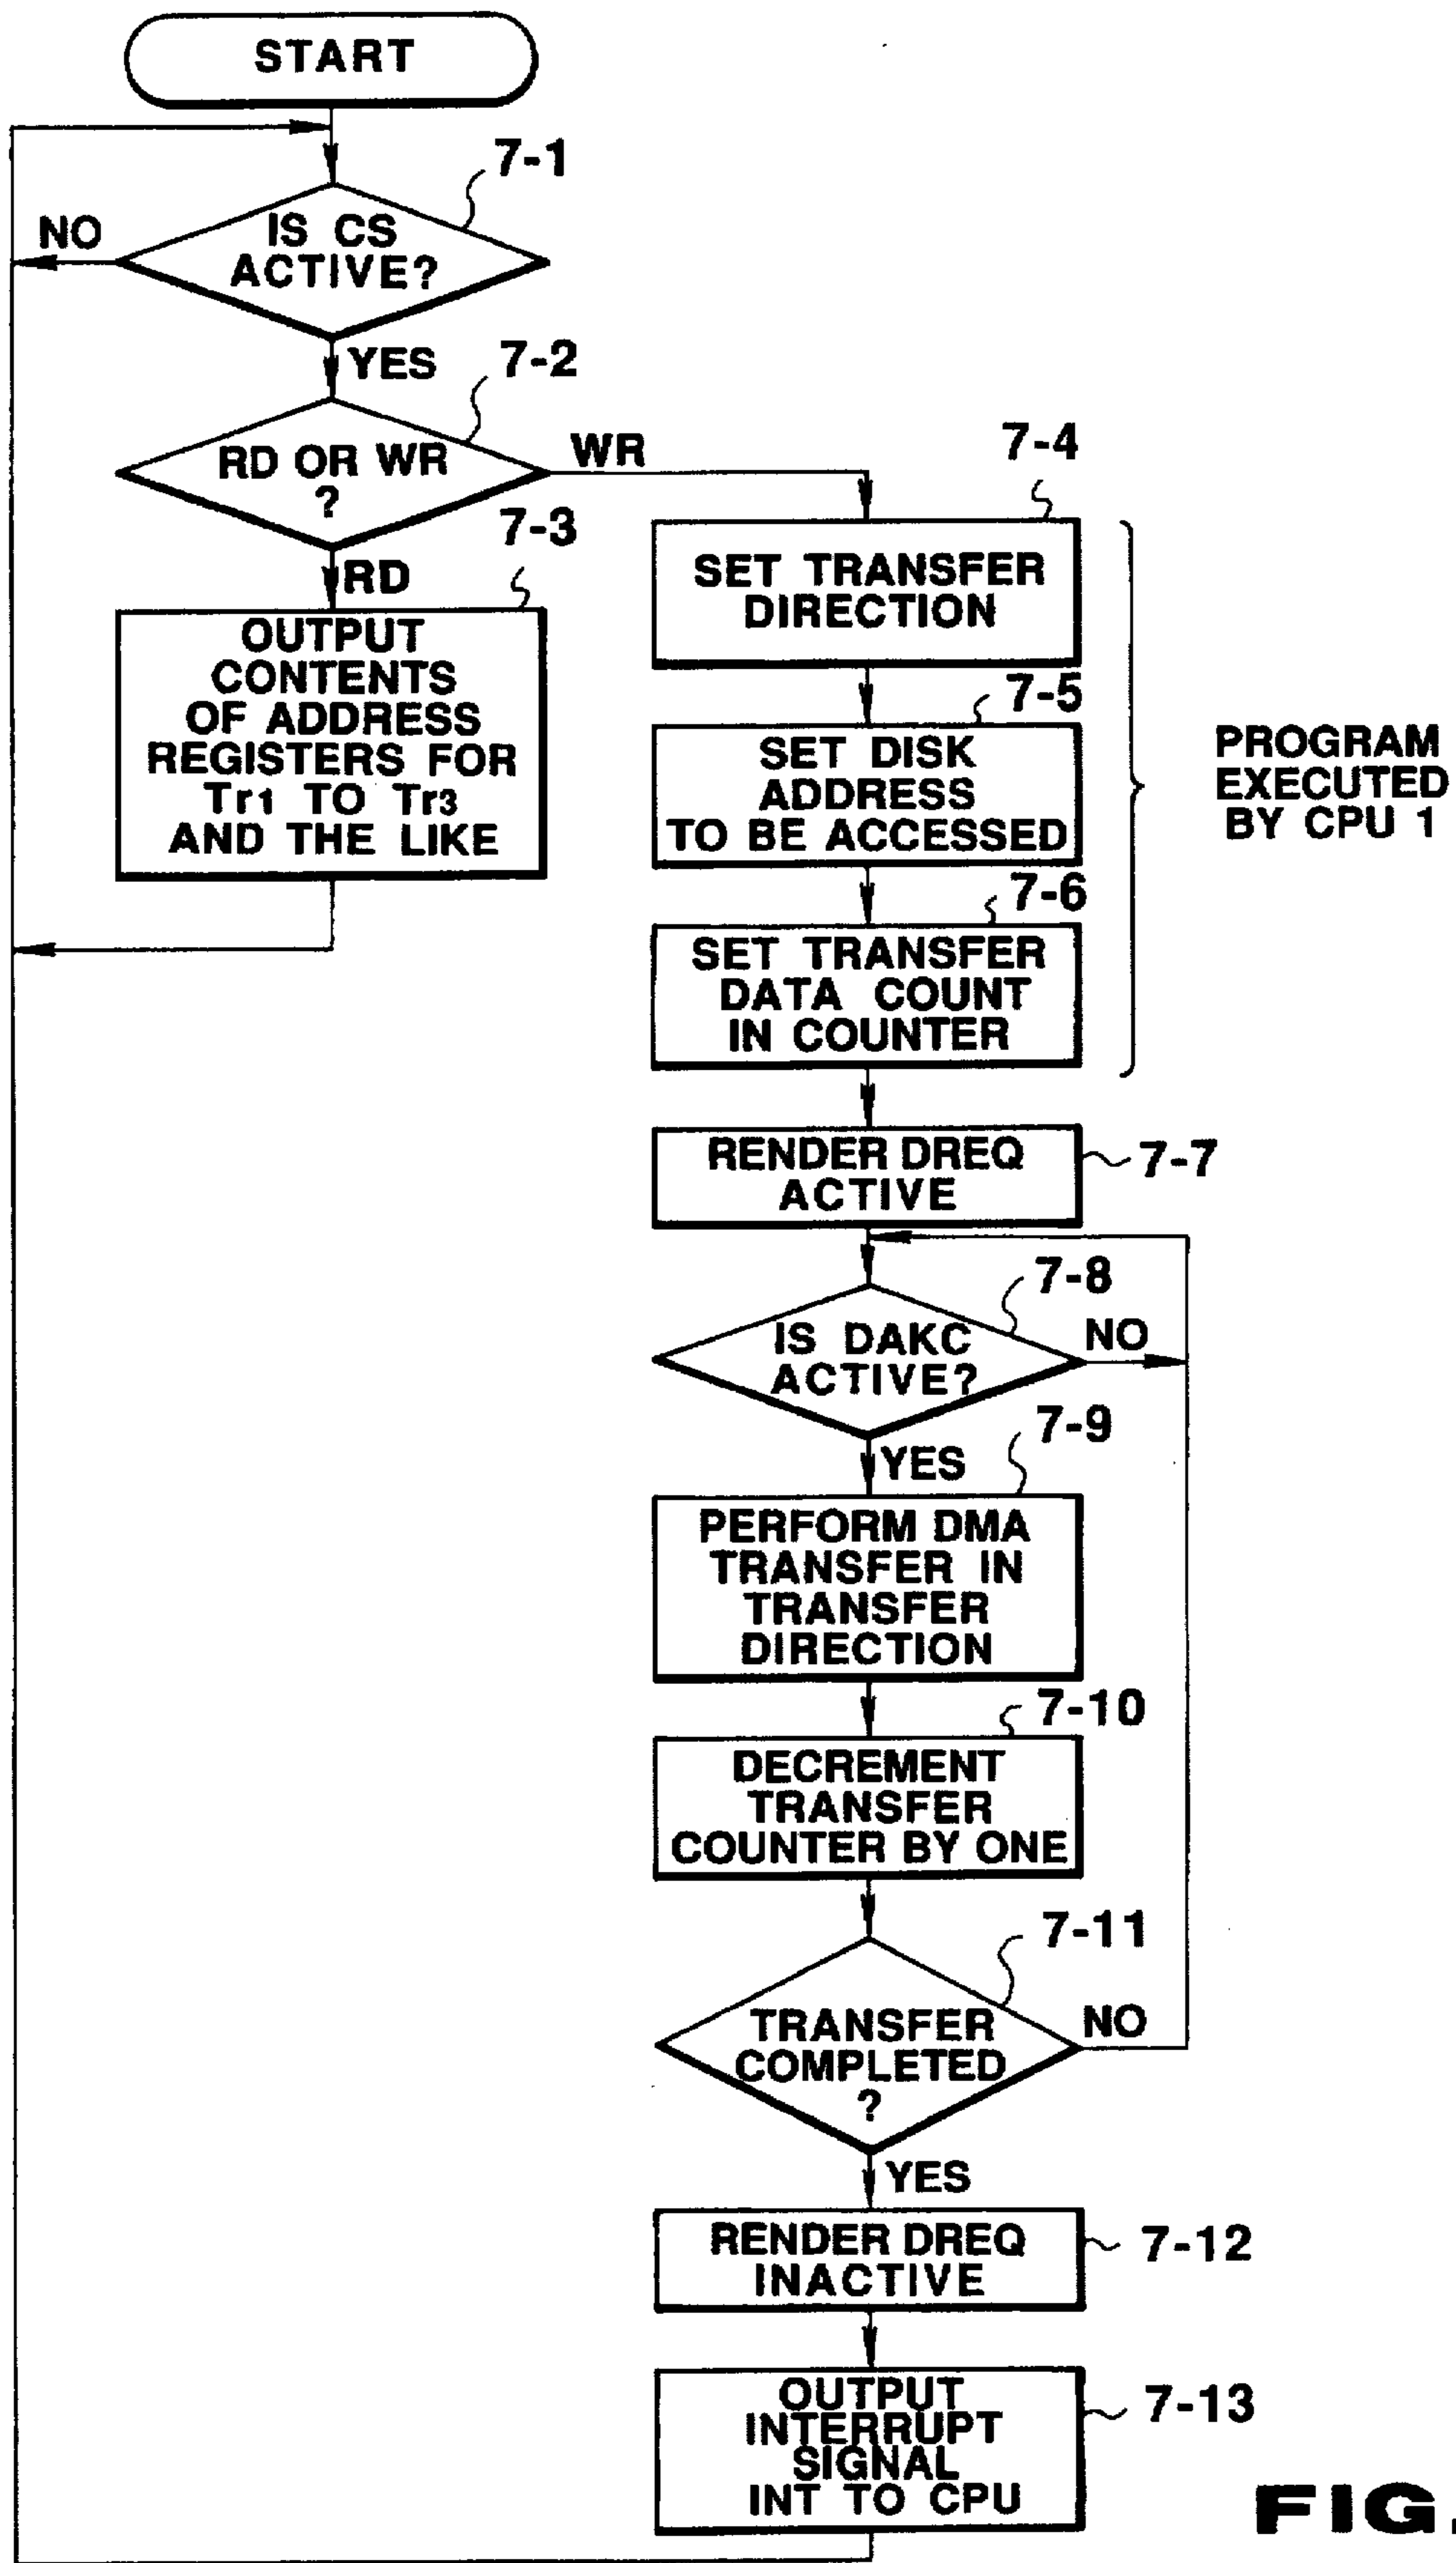 START
7-1
IS CS
ACTIVE?
NO
YES
7-2
RD OR WR
?
WR
RD
7-3
OUTPUT
CONTENTS
OF ADDRESS
REGISTERS FOR
Tr1 TO Tr3
AND THE LIKE
7-4
SET TRANSFER
DIRECTION
7-5
SET DISK
ADDRESS
TO BE ACCESSED
7-6
SET TRANSFER
DATA COUNT
IN COUNTER
PROGRAM
EXECUTED
BY CPU 1
RENDER DREQ
ACTIVE
7-7
7-8
IS DAKC
ACTIVE?
NO
YES
7-9
PERFORM DMA
TRANSFER IN
TRANSFER
DIRECTION
7-10
DECREMENT
TRANSFER
COUNTER BY ONE
7-11
TRANSFER
COMPLETED
?
NO
YES
RENDER DREQ
INACTIVE
7-12
OUTPUT
INTERRUPT
SIGNAL
INT TO CPU
7-13
FIG.